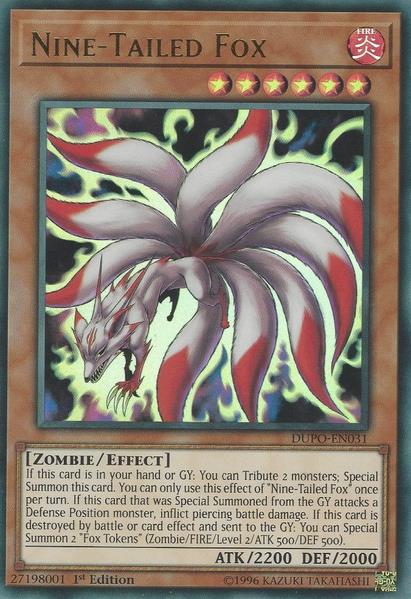 NINE-TAILED FOX
FIRE
炎
DUPO-EN031
[ZOMBIE/EFFECT]
If this card is in your hand or GY: You can Tribute 2 monsters; Special
Summon this card. You can only use this effect of "Nine-Tailed Fox" once
per turn. If this card that was Special Summoned from the GY attacks a
Defense Position monster, inflict piercing battle damage. If this card is
destroyed by battle or card effect and sent to the GY: You can Special
Summon 2 "Fox Tokens" (Zombie/FIRE/Level 2/ATK 500/DEF 500).
ATK/2200 DEF/2000
27198001 1st Edition ©1996 KAZUKI TAKAHASHI